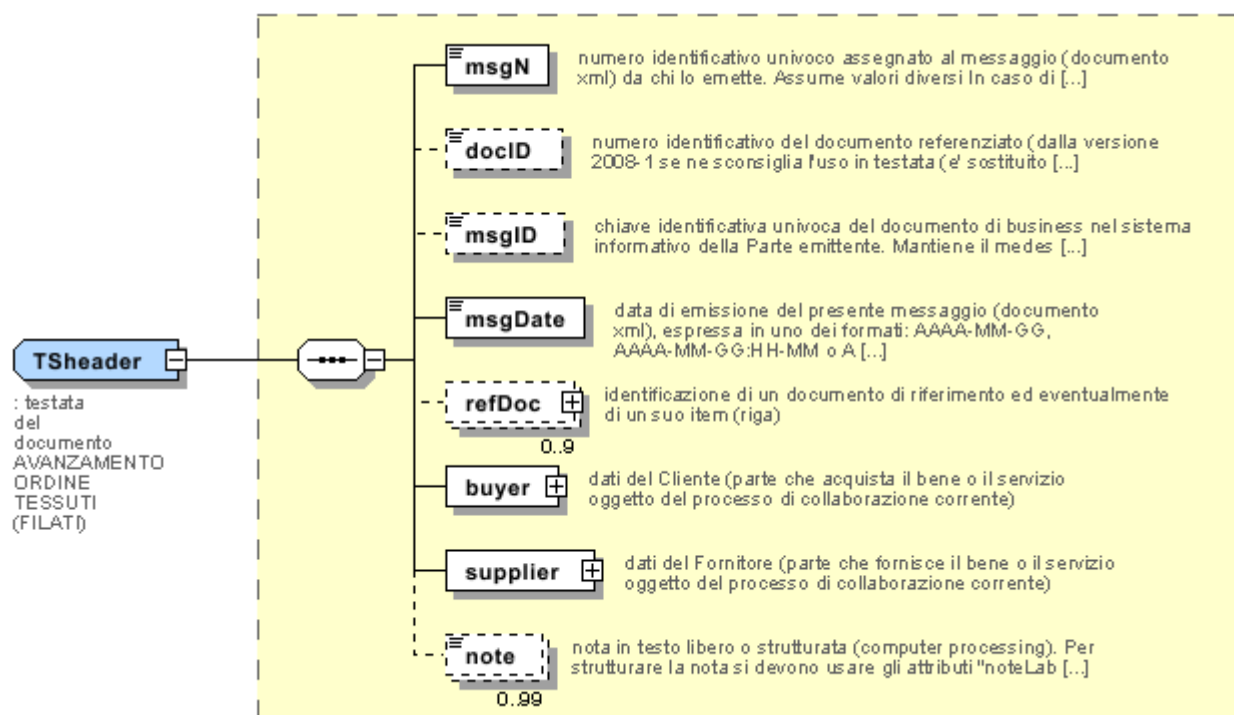 msgN
numero identificativo univoco assegnato al messaggio (documento
xml) da chi lo emette. Assume valori diversi In caso di [...]
docID
numero identificativo del documento referenziato (dalla versione
2008-1 se ne sconsiglia l'uso in testata (e' sostituito [...]
msgID
chiave identificativa univoca del documento di business nel sistema
informativo della Parte emittente. Mantiene il medes [...]
msgDate
data di emissione del presente messaggio (documento
xml), espressa in uno dei formati: AAAA-MM-GG,
AAAA-MM-GG:HH-MM o A [...]
TSheader
: testata
del
documento
AVANZAMENTO
ORDINE
TESSUTI
(FILATI)
refDoc
0..9
identificazione di un documento di riferimento ed eventualmente
di un suo item (riga)
buyer
dati del Cliente (parte che acquista il bene o il servizio
oggetto del processo di collaborazione corrente)
supplier
dati del Fornitore (parte che fornisce il bene o il servizio
oggetto del processo di collaborazione corrente)
note
0..99
nota in testo libero o strutturata (computer processing). Per
strutturare la nota si devono usare gli attributi "noteLab [...]